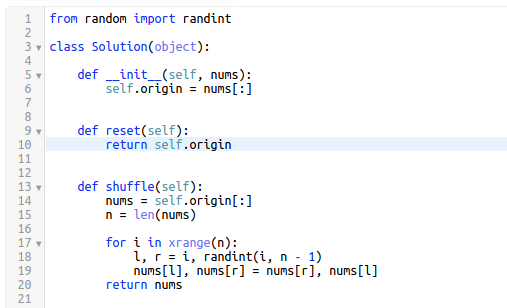 1 from random import randint
2
3 class Solution(object):
4
5     def __init__(self, nums):
6         self.origin = nums[:]
7
8
9     def reset(self):
10         return self.origin
11
12
13     def shuffle(self):
14         nums = self.origin[:]
15         n = len(nums)
16
17         for i in xrange(n):
18             l, r = i, randint(i, n - 1)
19             nums[l], nums[r] = nums[r], nums[l]
20         return nums
21